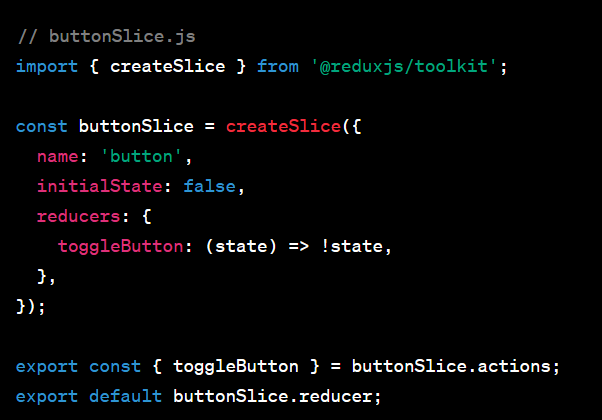 // buttonSlice.js
import { createSlice } from '@reduxjs/toolkit';
const buttonSlice = createSlice({
  name: 'button',
  initialState: false,
  reducers: {
    toggleButton: (state) => !state,
  },
});
export const { toggleButton } = buttonSlice.actions;
export default buttonSlice.reducer;